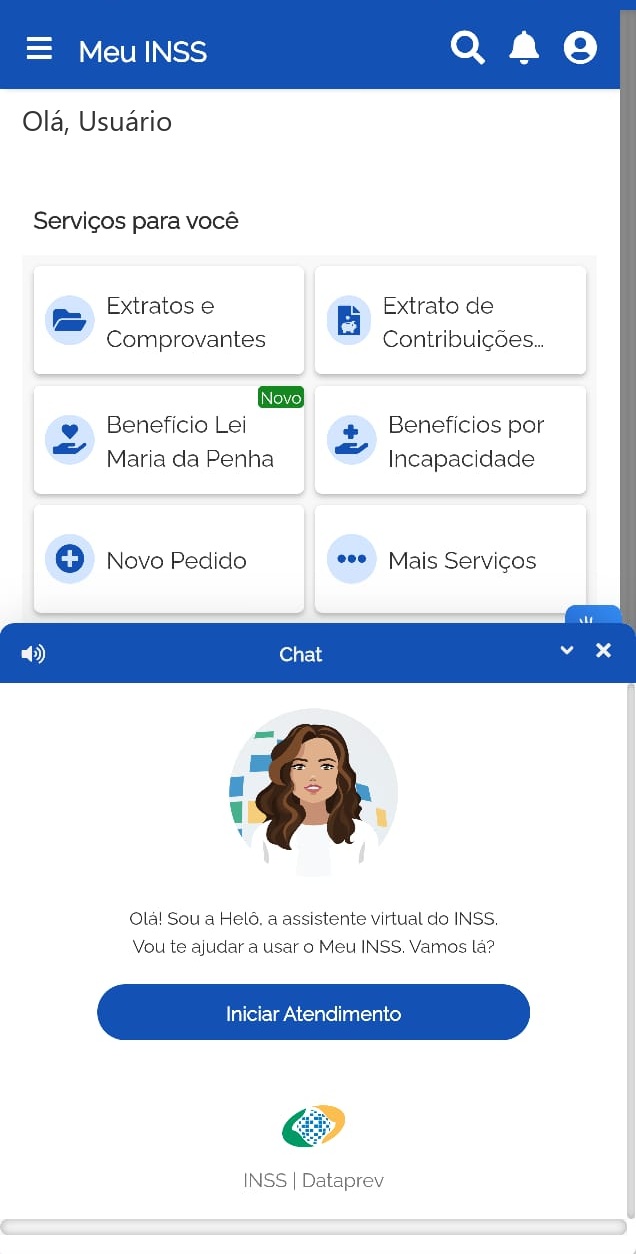 Meu INSS
Olá, Usuário
Serviços para você
Extratos e
Comprovantes
Extrato de
Contribuições...
Novo
Benefício Lei
Maria da Penha
Benefícios por
Incapacidade
Novo Pedido
Mais Serviços
Chat
Olá! Sou a Helô, a assistente virtual do INSS.
Vou te ajudar a usar o Meu INSS. Vamos lá?
Iniciar Atendimento
INSS | Dataprev